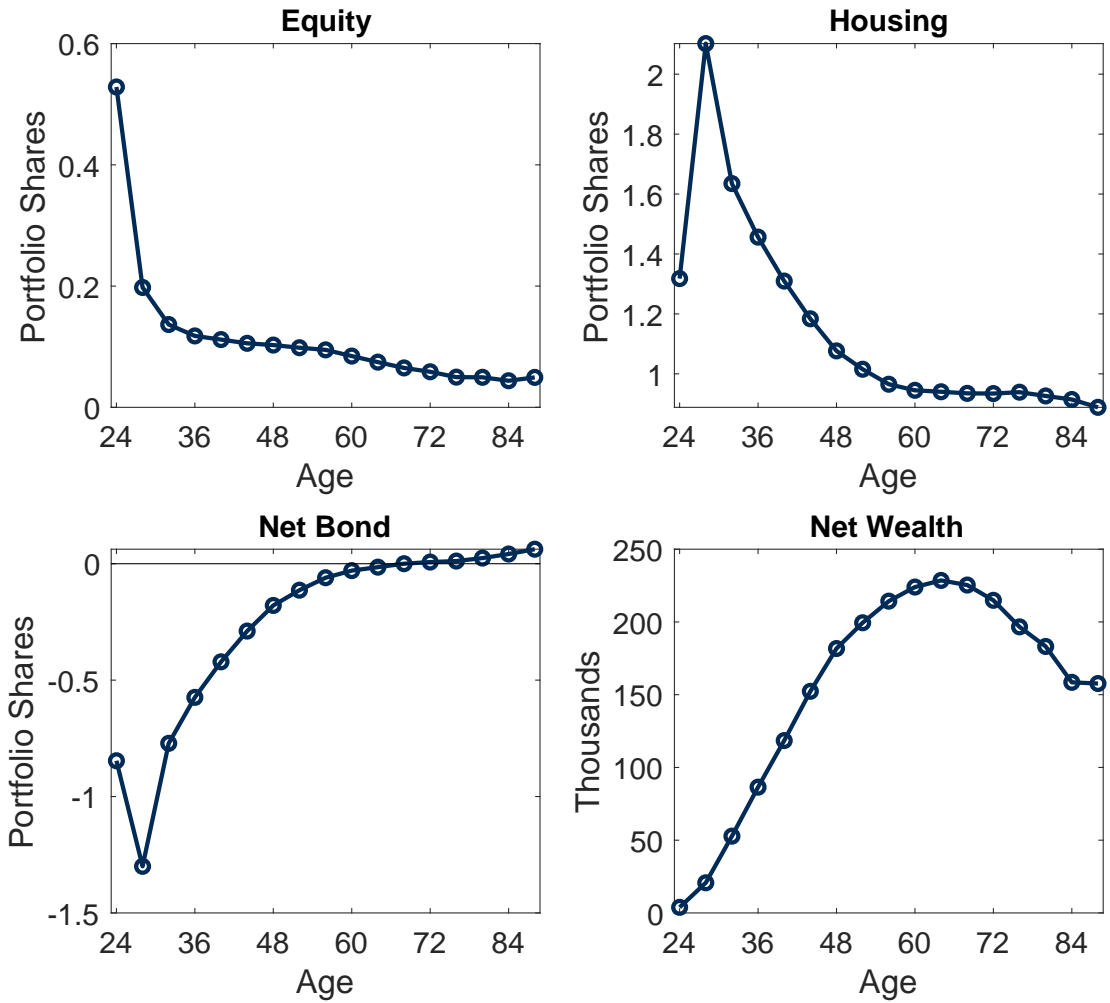 Equity
Portfolio Shares
0.6
0.4
0.2
0
24 36 48 60 72 84
Age
Housing
Portfolio Shares
2
1.8
1.6
1.4
1.2
1
24 36 48 60 72 84
Age
Net Bond
Portfolio Shares
0
-0.5
-1
-1.5
24 36 48 60 72 84
Age
Net Wealth
Thousands
250
200
150
100
50
0
24 36 48 60 72 84
Age